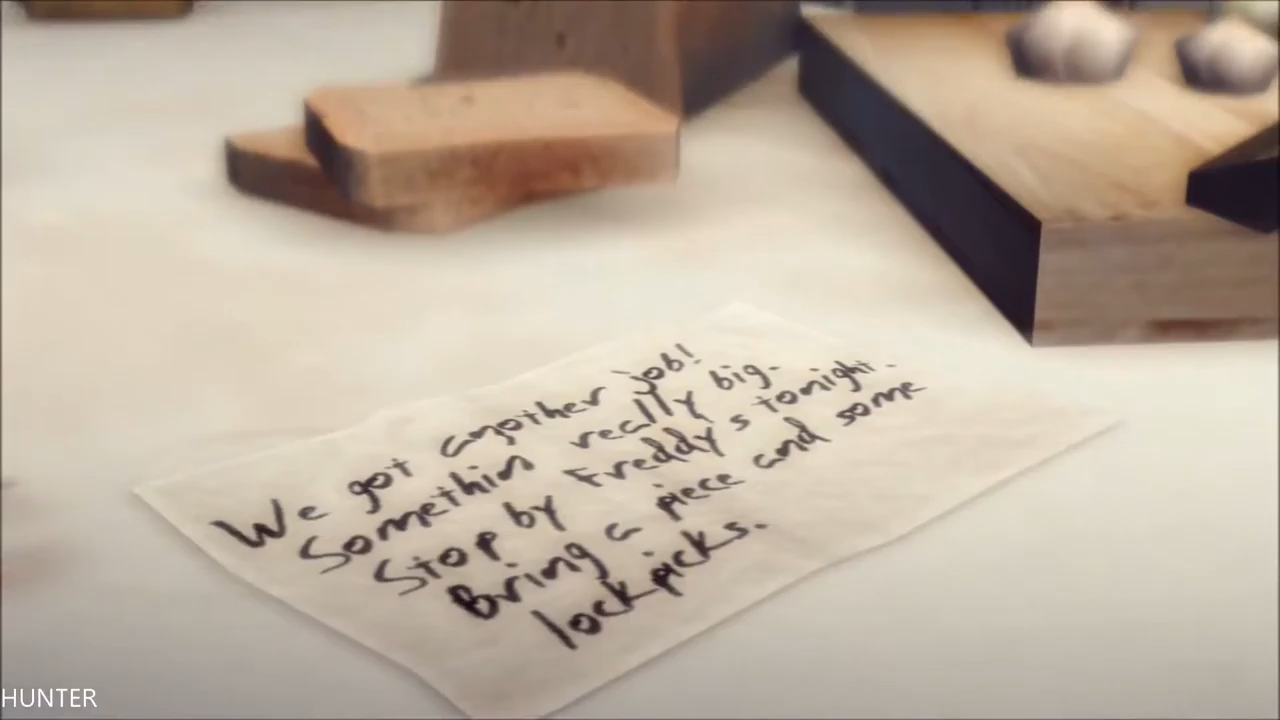 We got another job!
Somethin really big.
Stop by Freddy's tonight.
Bring a piece and some
lockpicks.
HUNTER